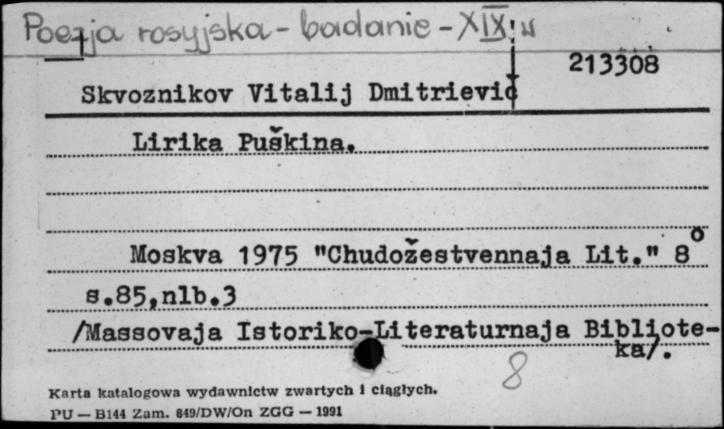 Poezja rosyjska - badanie - XIX w
213308
Skvoznikov Vitalij Dmitrievič
Lirika Puškina.
Moskva 1975 "Chudožestvennaja Lit." 8°
s.85,nlb.3
/Massovaja Istoriko-Literaturnaja Bibliote-
ka/.
8
Karta katalogowa wydawnictw zwartych i ciągłych.
PU — B144 Zam. 849/DW/On ZGG — 1991